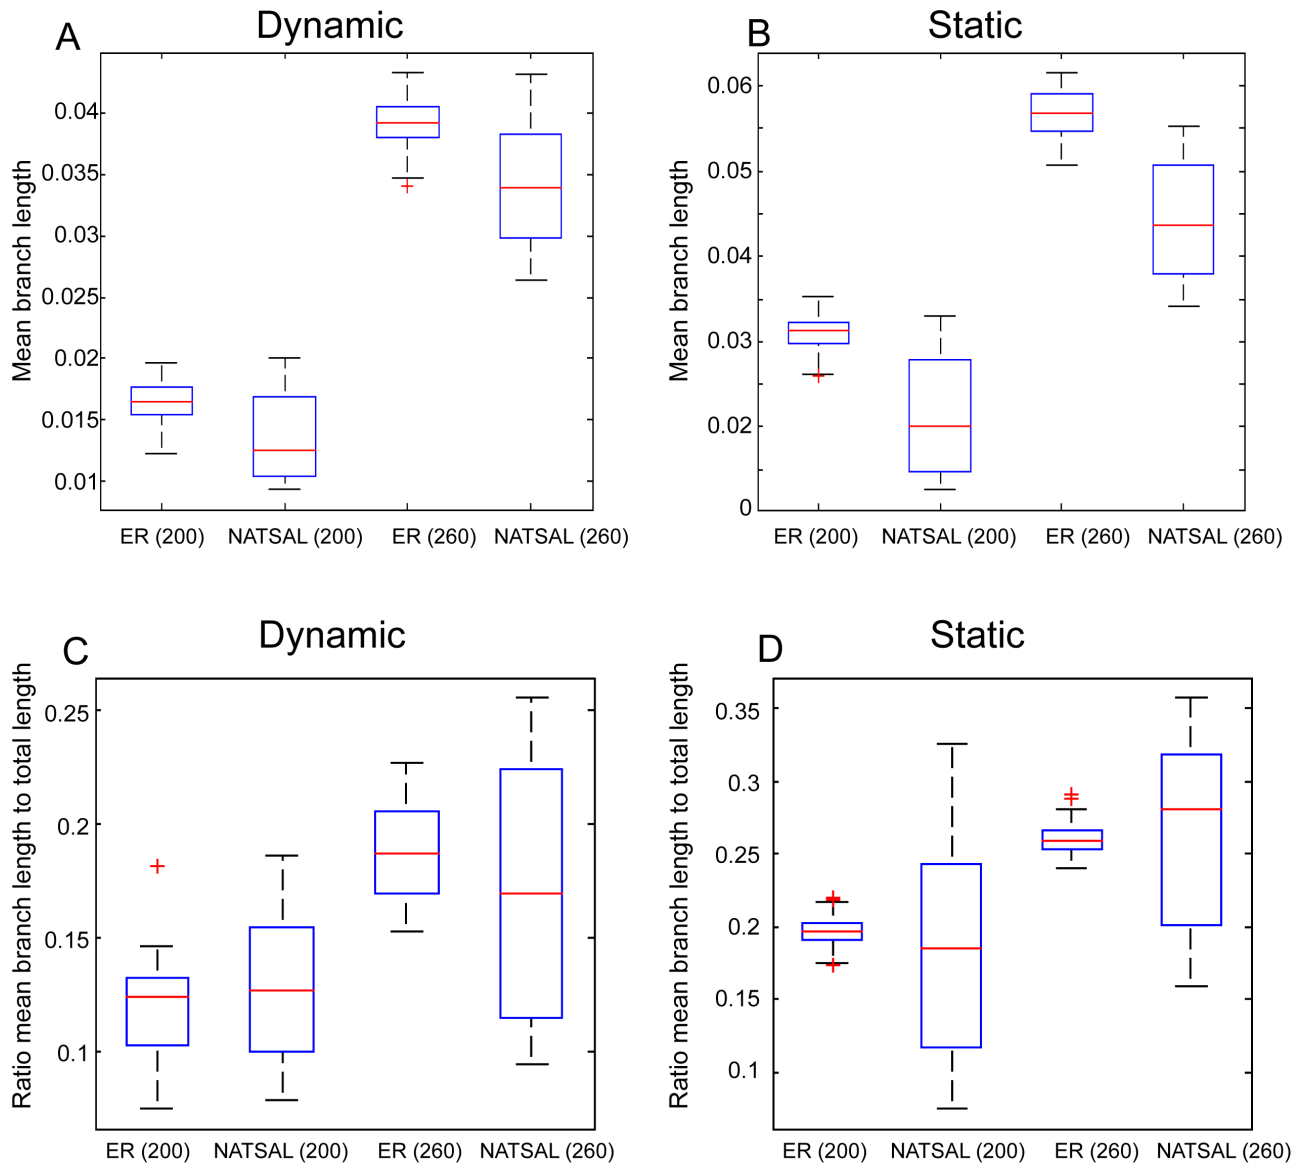 A
Dynamic
Mean branch length
0.04
0.035
0.03
0.025
0.02
0.015
0.01
ER (200)
NATSAL (200)
ER (260)
NATSAL (260)
B
Static
Mean branch length
0.06
0.05
0.04
0.03
0.02
0
ER (200)
NATSAL (200)
ER (260)
NATSAL (260)
C
Dynamic
Ratio mean branch length to total length
0.25
0.2
0.15
0.1
ER (200)
NATSAL (200)
ER (260)
NATSAL (260)
D
Static
Ratio mean branch length to total length
0.35
0.3
0.25
0.2
0.15
0.1
ER (200)
NATSAL (200)
ER (260)
NATSAL (260)